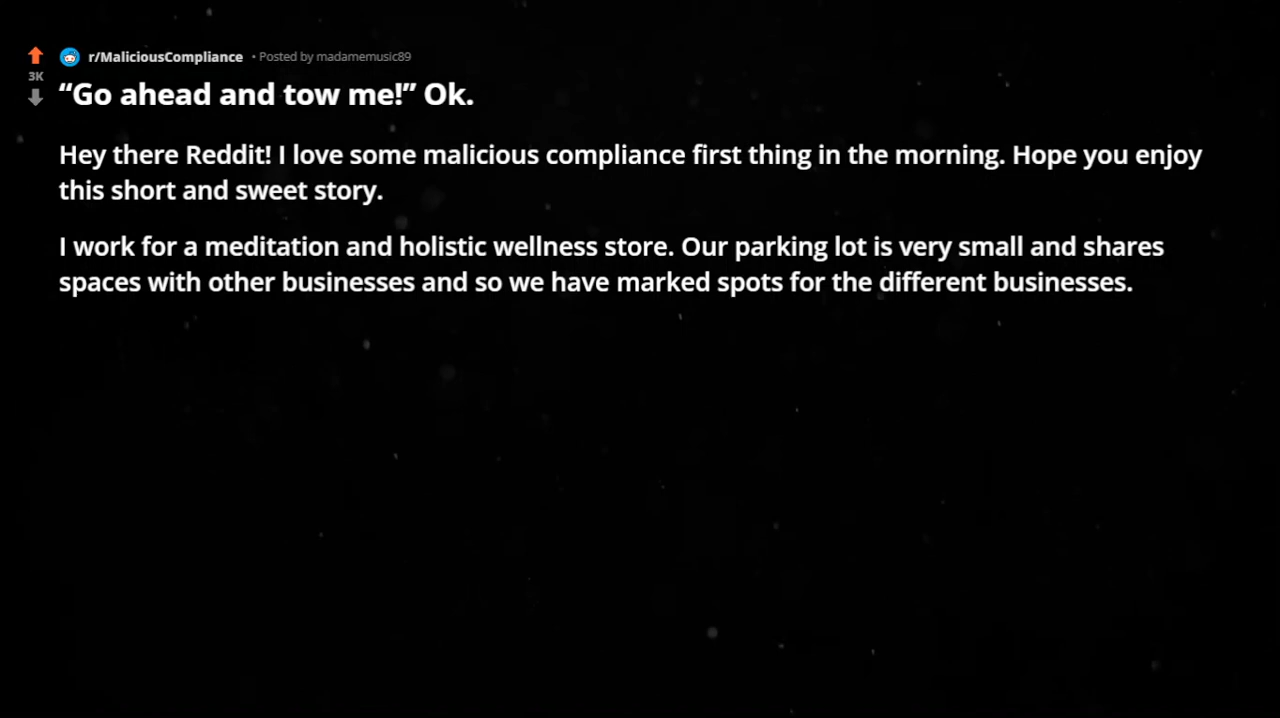 r/MaliciousCompliance • Posted by madamemusic89
3K
“Go ahead and tow me!” Ok.
Hey there Reddit! I love some malicious compliance first thing in the morning. Hope you enjoy
this short and sweet story.
I work for a meditation and holistic wellness store. Our parking lot is very small and shares
spaces with other businesses and so we have marked spots for the different businesses.